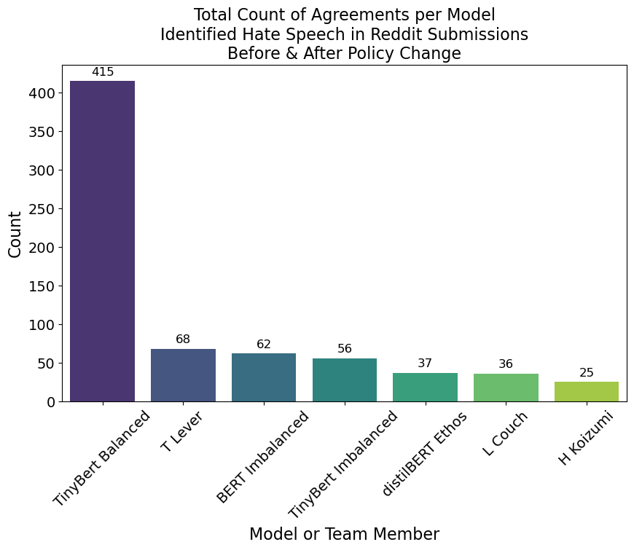 Total Count of Agreements per Model
Identified Hate Speech in Reddit Submissions
Before & After Policy Change
Count
400
350
300
250
200
150
100
50
0
415
68
62
56
37
36
25
TinyBert Balanced
T Lever
BERT Imbalanced
TinyBert Imbalanced
distilBERT Ethos
L Couch
H Koizumi
Model or Team Member